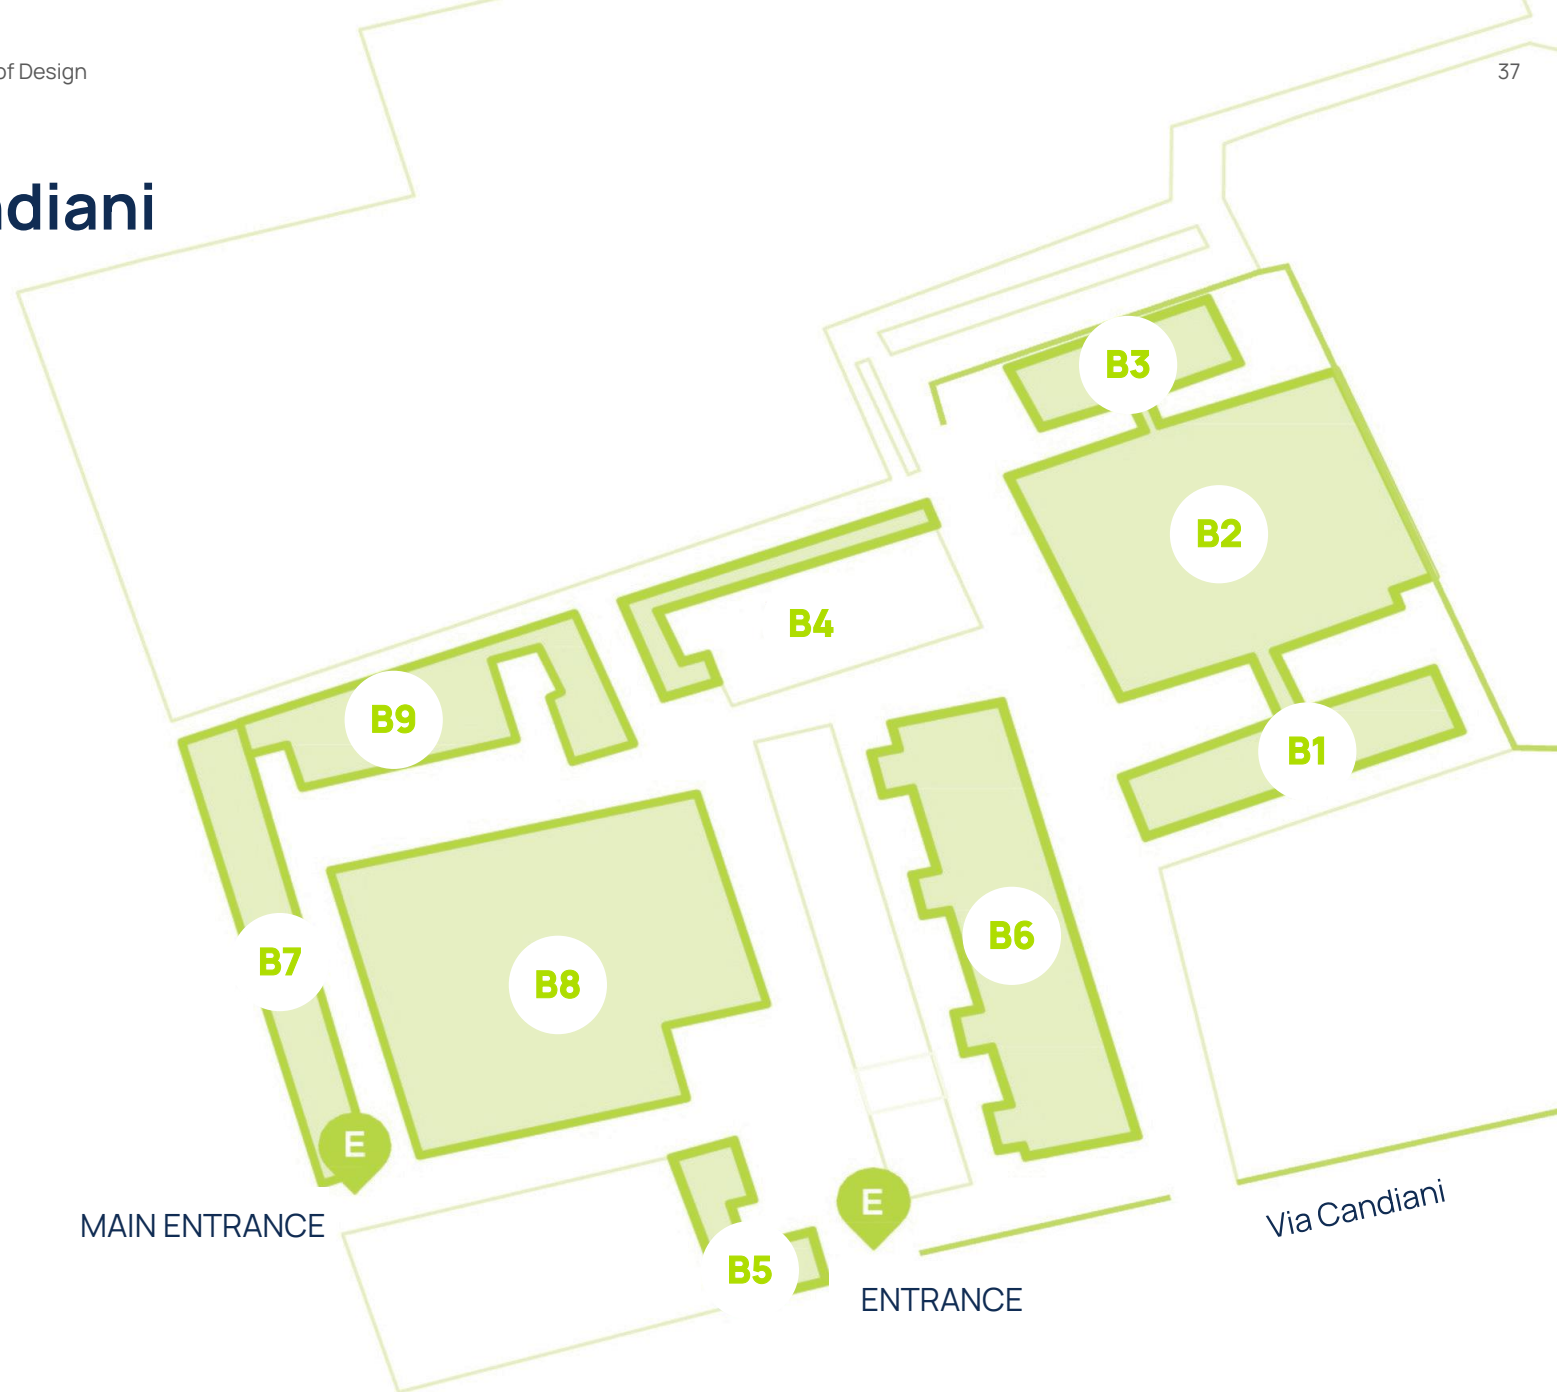 of Design
37
diani
B3
B2
B4
B9
B1
B6
B7
B8
E
E
MAIN ENTRANCE
Via Candiani
B5
ENTRANCE